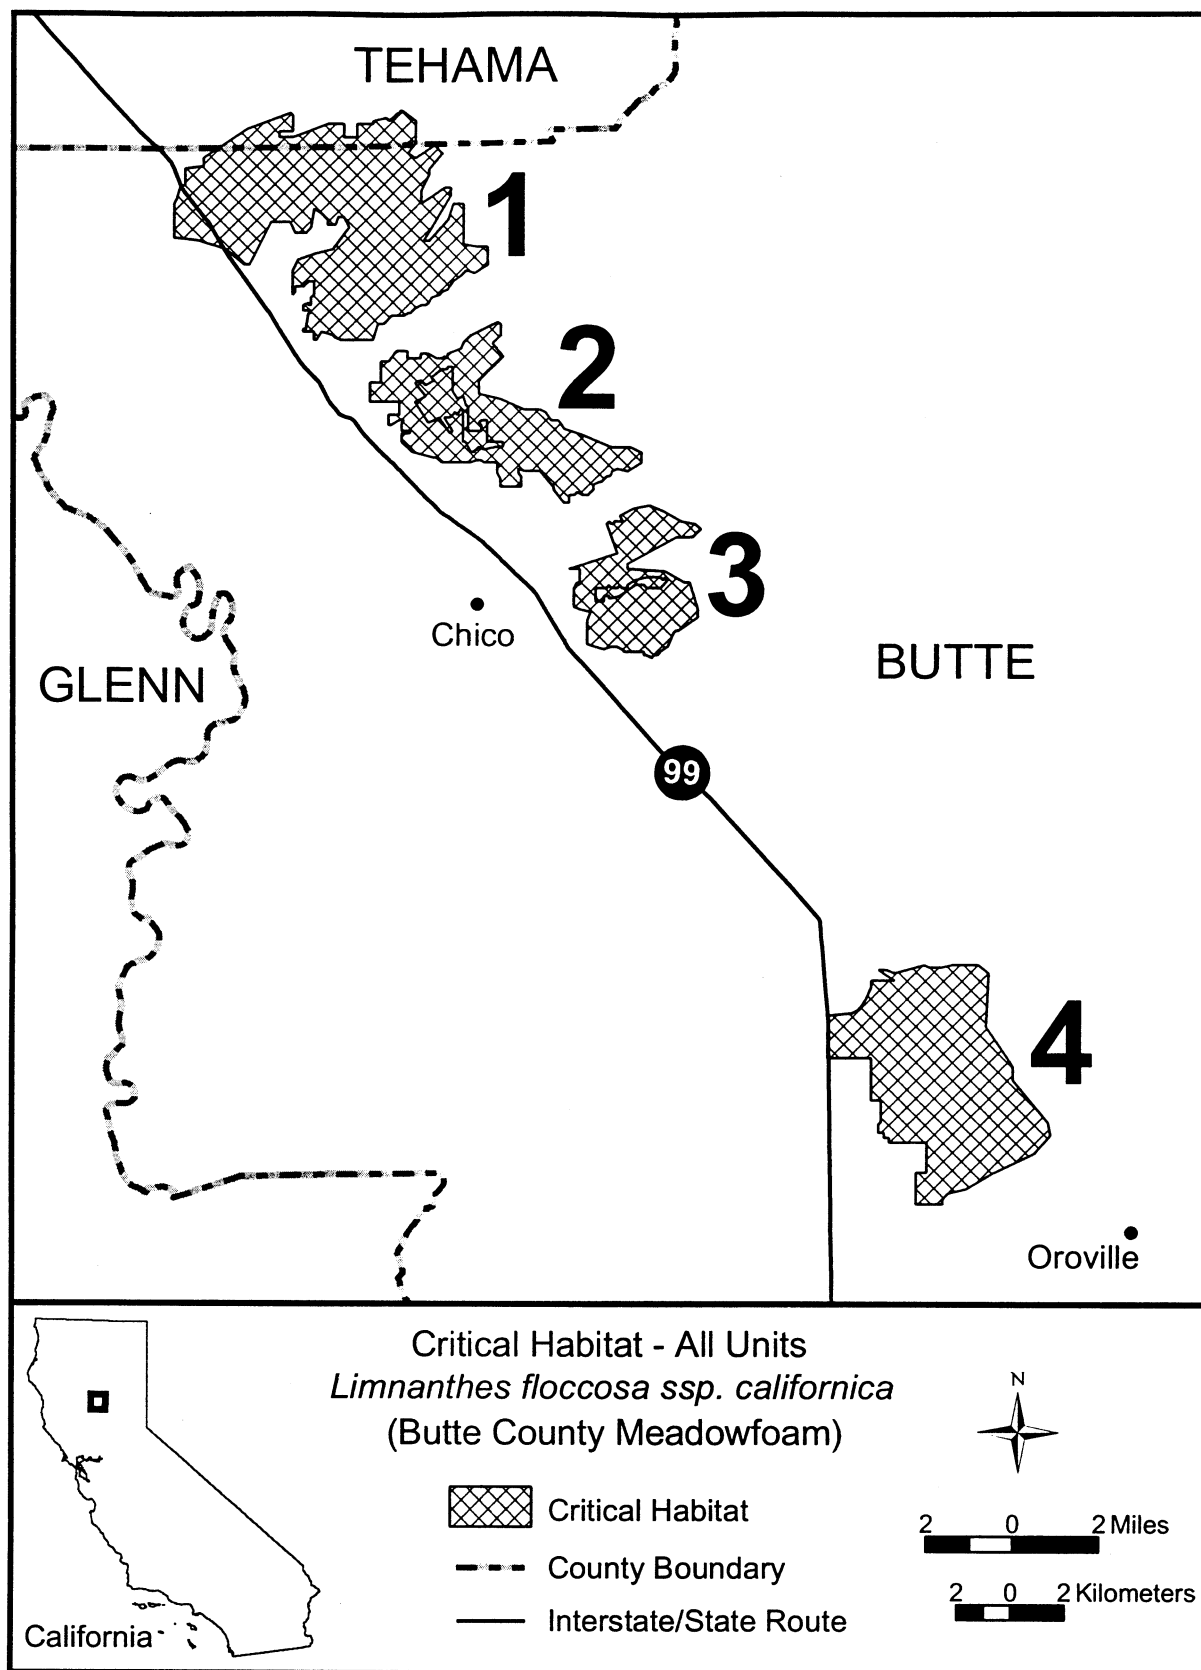 TEHAMA
1
2
3
Chico
GLENN
BUTTE
99
4
Oroville
Critical Habitat - All Units
Limnanthes floccosa ssp. californica
(Butte County Meadowfoam)
N
Critical Habitat
2 0 2 Miles
County Boundary
2 0 2 Kilometers
Interstate/State Route
California